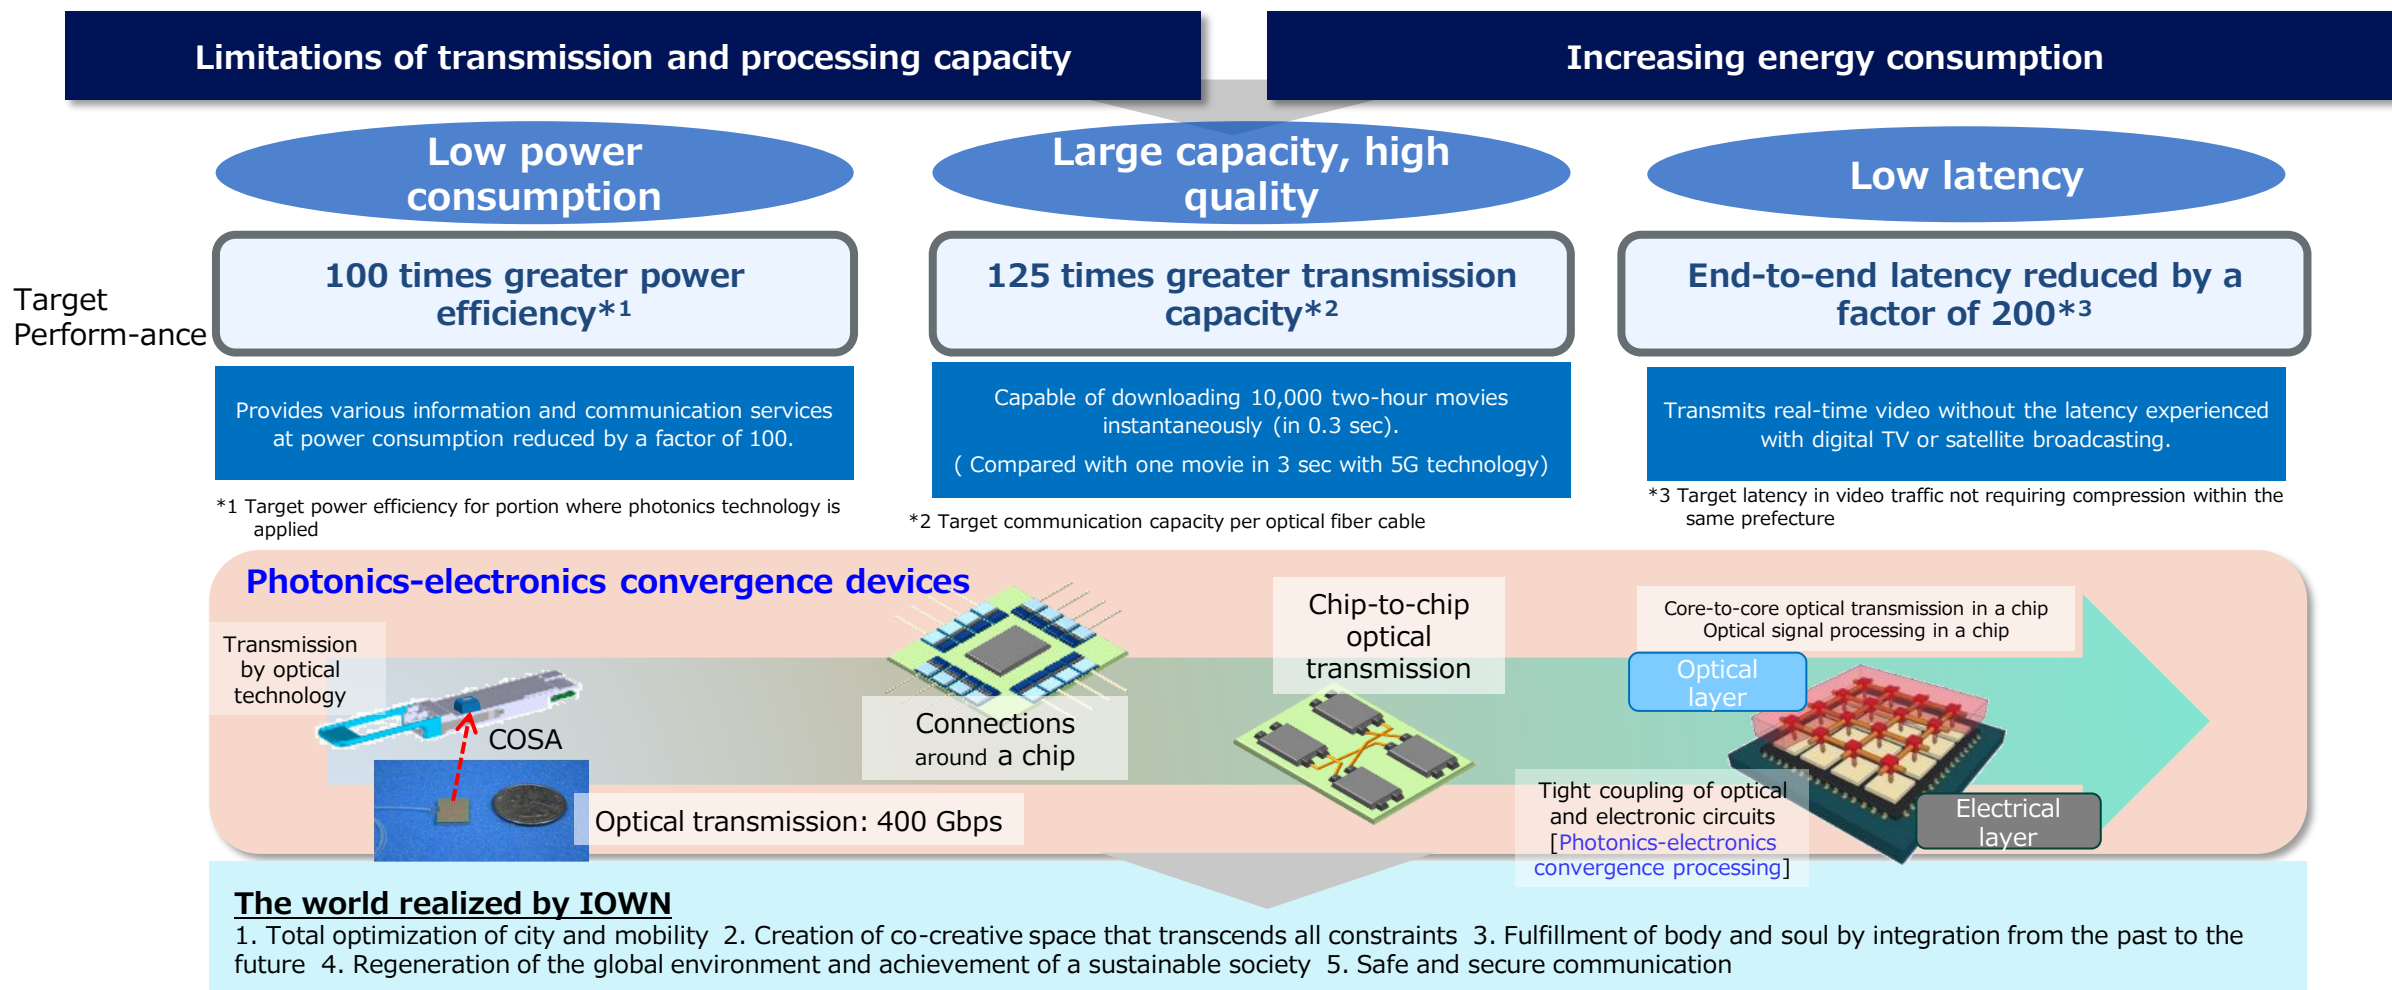 Limitations of transmission and processing capacity
Increasing energy consumption
Low power
consumption
Large capacity, high
quality
Low latency
Target
Perform-ance
100 times greater power
efficiency*1
125 times greater transmission
capacity*2
End-to-end latency reduced by a
factor of 200*3
Provides various information and communication services
at power consumption reduced by a factor of 100.
Capable of downloading 10,000 two-hour movies
instantaneously (in 0.3 sec).
( Compared with one movie in 3 sec with 5G technology)
Transmits real-time video without the latency experienced
with digital TV or satellite broadcasting.
*1 Target power efficiency for portion where photonics technology is
applied
*2 Target communication capacity per optical fiber cable
*3 Target latency in video traffic not requiring compression within the
same prefecture
Photonics-electronics convergence devices
Transmission
by optical
technology
COSA
Optical transmission: 400 Gbps
Connections
around a chip
Chip-to-chip
optical
transmission
Core-to-core optical transmission in a chip
Optical signal processing in a chip
Optical
layer
Tight coupling of optical
and electronic circuits
[Photonics-electronics
convergence processing]
Electrical
layer
The world realized by IOWN
1. Total optimization of city and mobility 2. Creation of co-creative space that transcends all constraints 3. Fulfillment of body and soul by integration from the past to the
future 4. Regeneration of the global environment and achievement of a sustainable society 5. Safe and secure communication